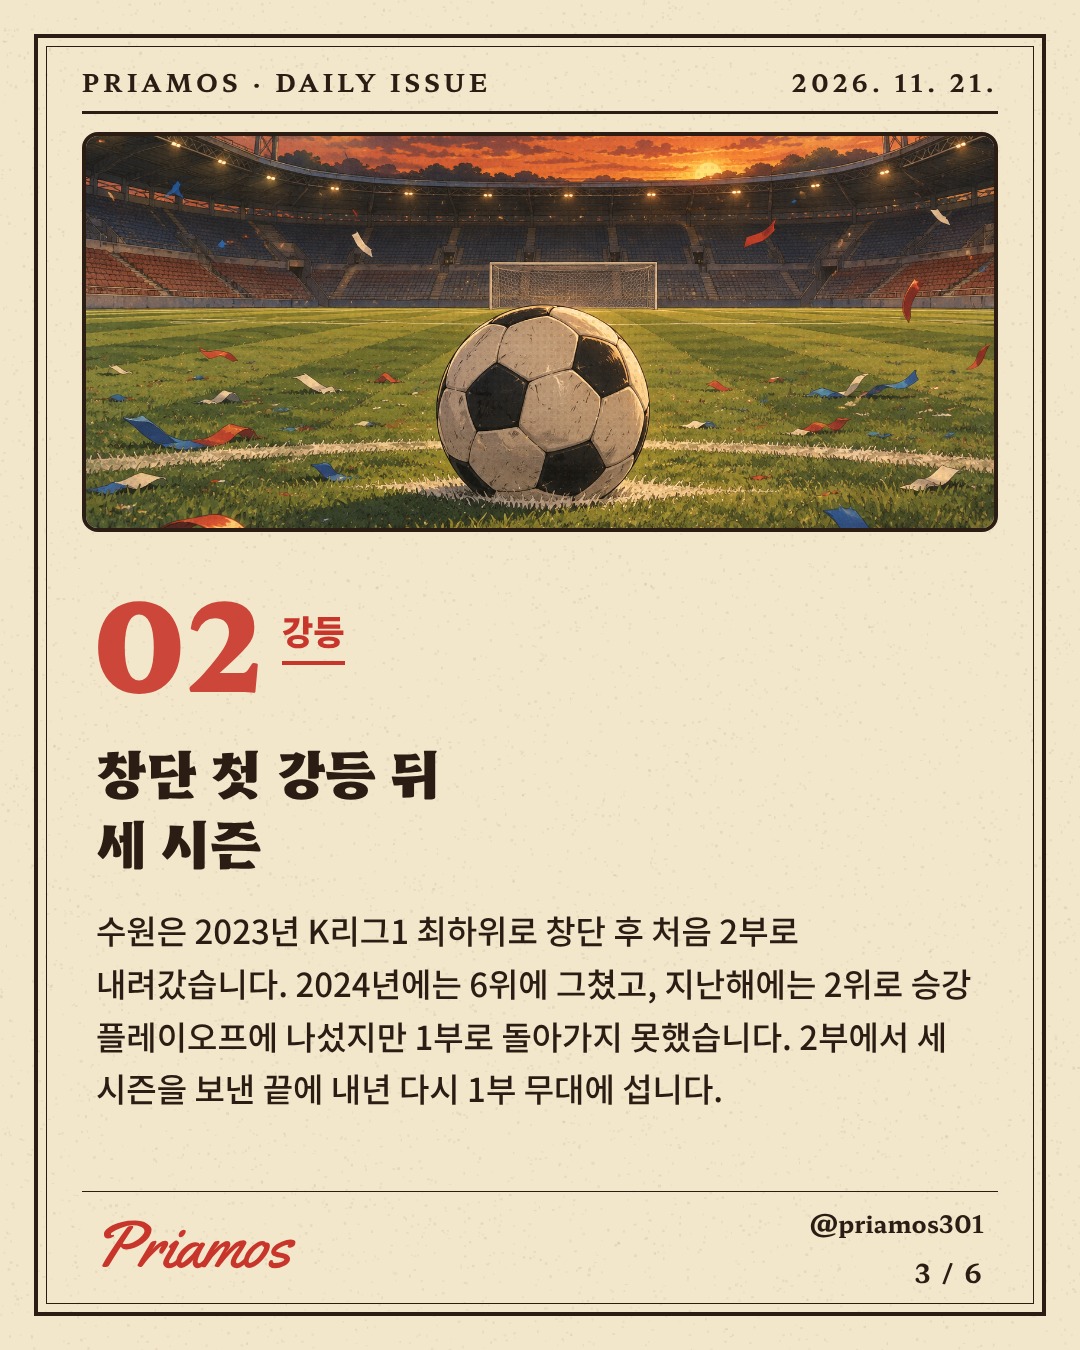 PRIAMOS · DAILY ISSUE
2026. 11. 21.
02
강등
창단 첫 강등 뒤
세 시즌
수원은 2023년 K리그1 최하위로 창단 후 처음 2부로
내려갔습니다. 2024년에는 6위에 그쳤고, 지난해에는 2위로 승강
플레이오프에 나섰지만 1부로 돌아가지 못했습니다. 2부에서 세
시즌을 보낸 끝에 내년 다시 1부 무대에 섭니다.
Priamos
@priamos301
3 / 6